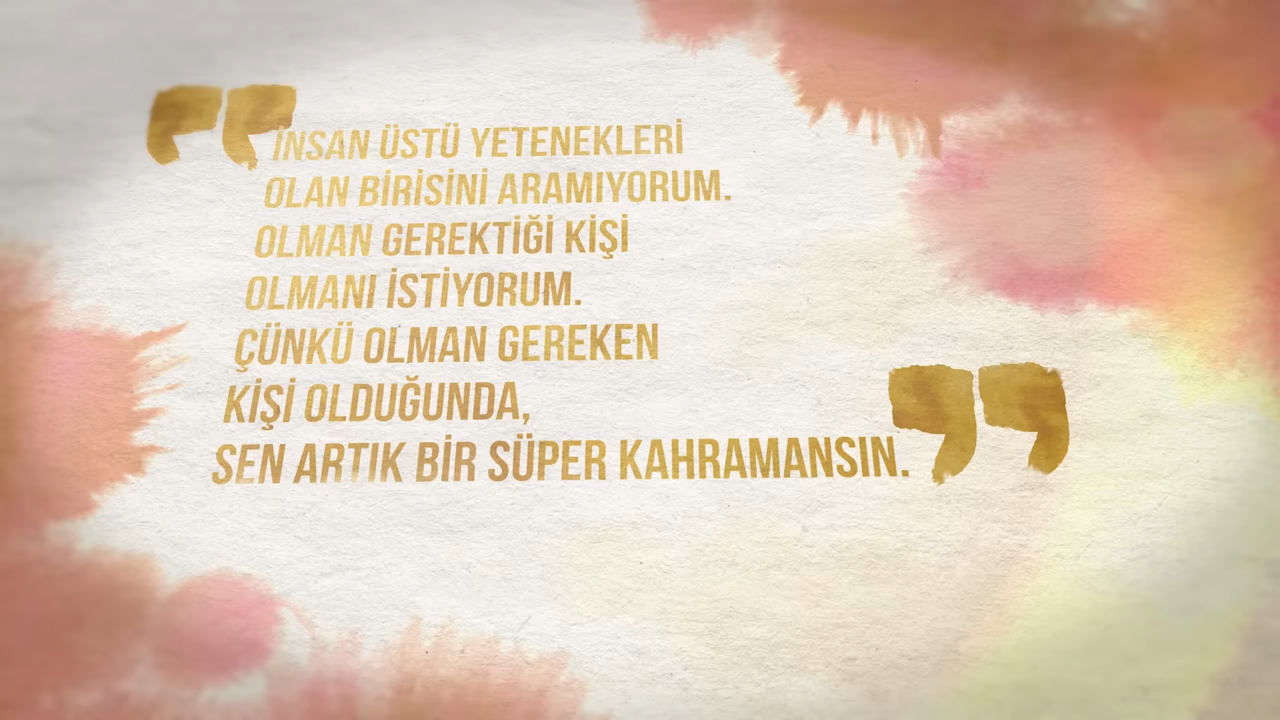 “İNSAN ÜSTÜ YETENEKLERİ
OLAN BİRİSİNİ ARAMIYORUM.
OLMAN GEREKTİĞİ KİŞİ
OLMANI İSTİYORUM.
ÇÜNKÜ OLMAN GEREKEN
KİŞİ OLDUĞUNDA,
SEN ARTIK BİR SÜPER KAHRAMANSIN.”